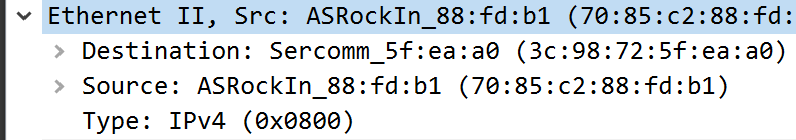 Ethernet II, Src: ASRockIn_88:fd:b1 (70:85:c2:88:fd:
Destination: Sercomm_5f:ea:a0 (3c:98:72:5f:ea:a0)
Source: ASRockIn_88:fd:b1 (70:85:c2:88:fd:b1)
Type: IPv4 (0x0800)